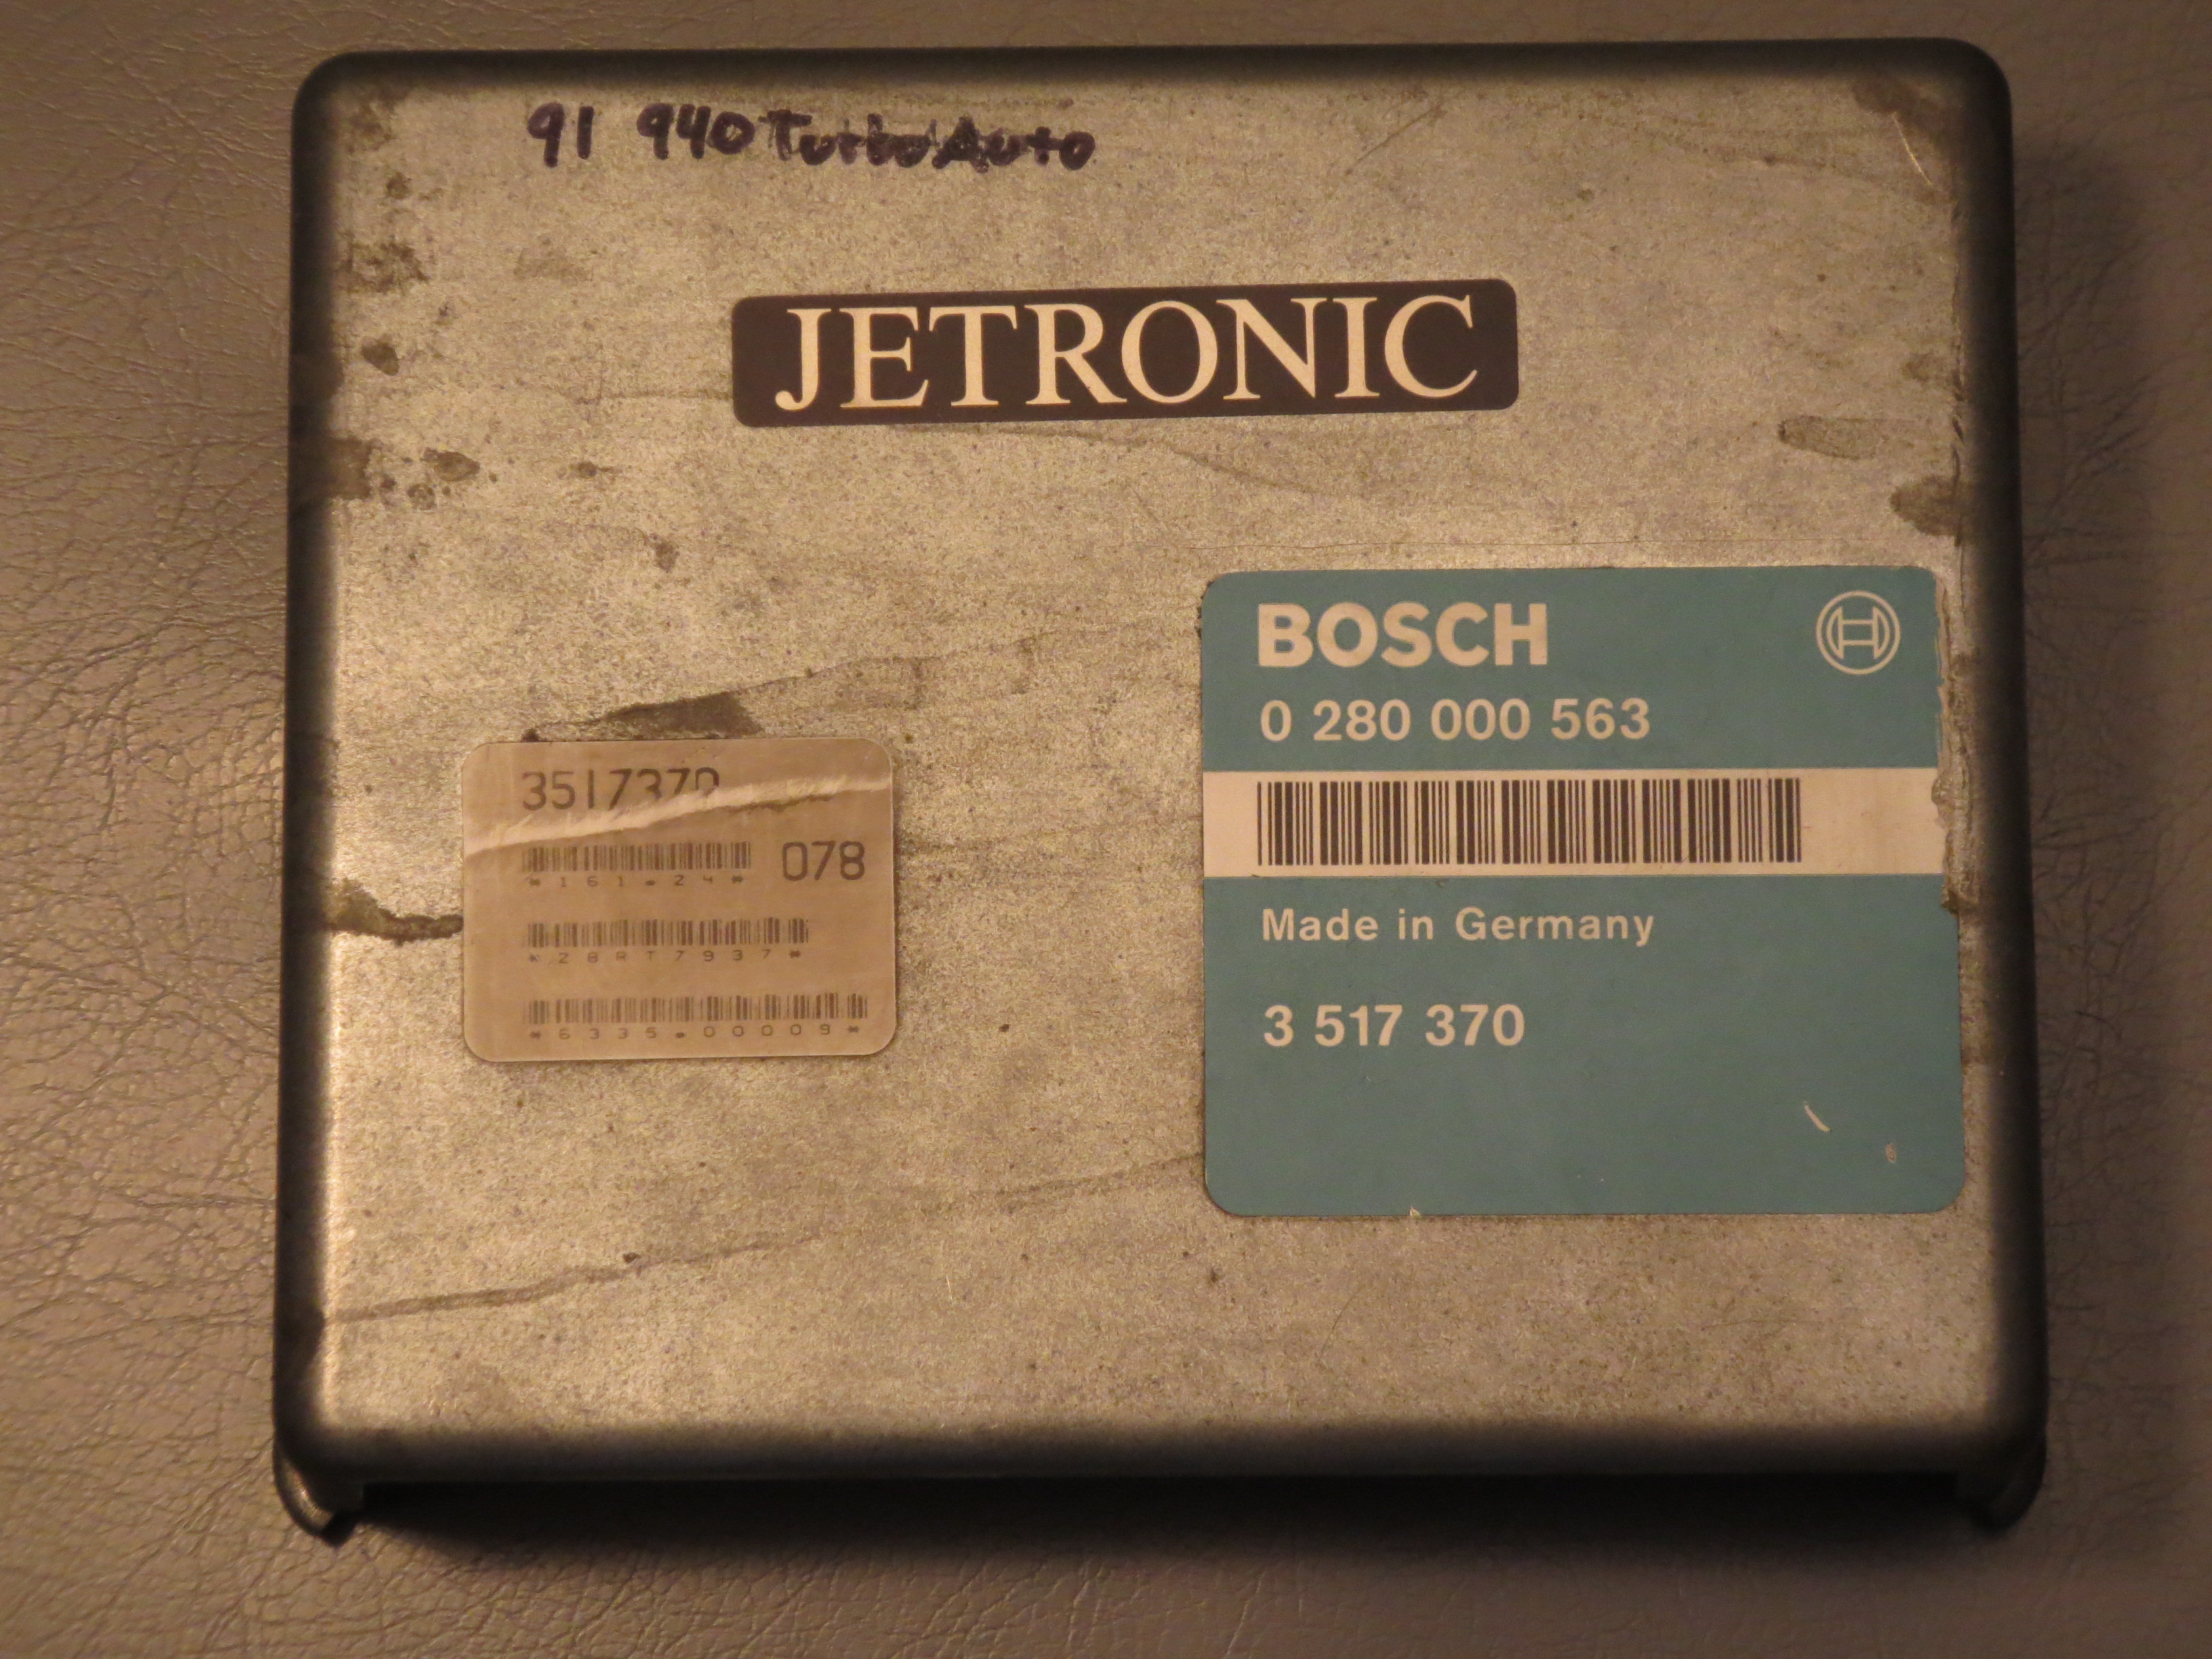 91 940 Turbo Auto
JETRONIC
BOSCH
0 280 000 563
Made in Germany
3 517 370
3517370
078
*161.24*
*28RT7937*
*6335.00009*